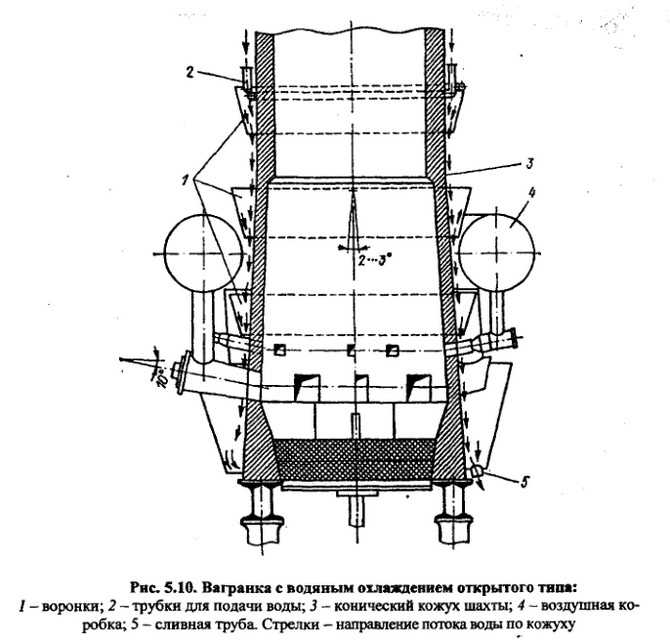 2
3
1
4
2...3°
10°
5
Рис. 5.10. Вагранка с водяным охлаждением открытого типа:
1 – воронки; 2 – трубки для подачи воды; 3 – конический кожух шахты; 4 – воздушная ко-
робка; 5 – сливная труба. Стрелки – направление потока воды по кожуху